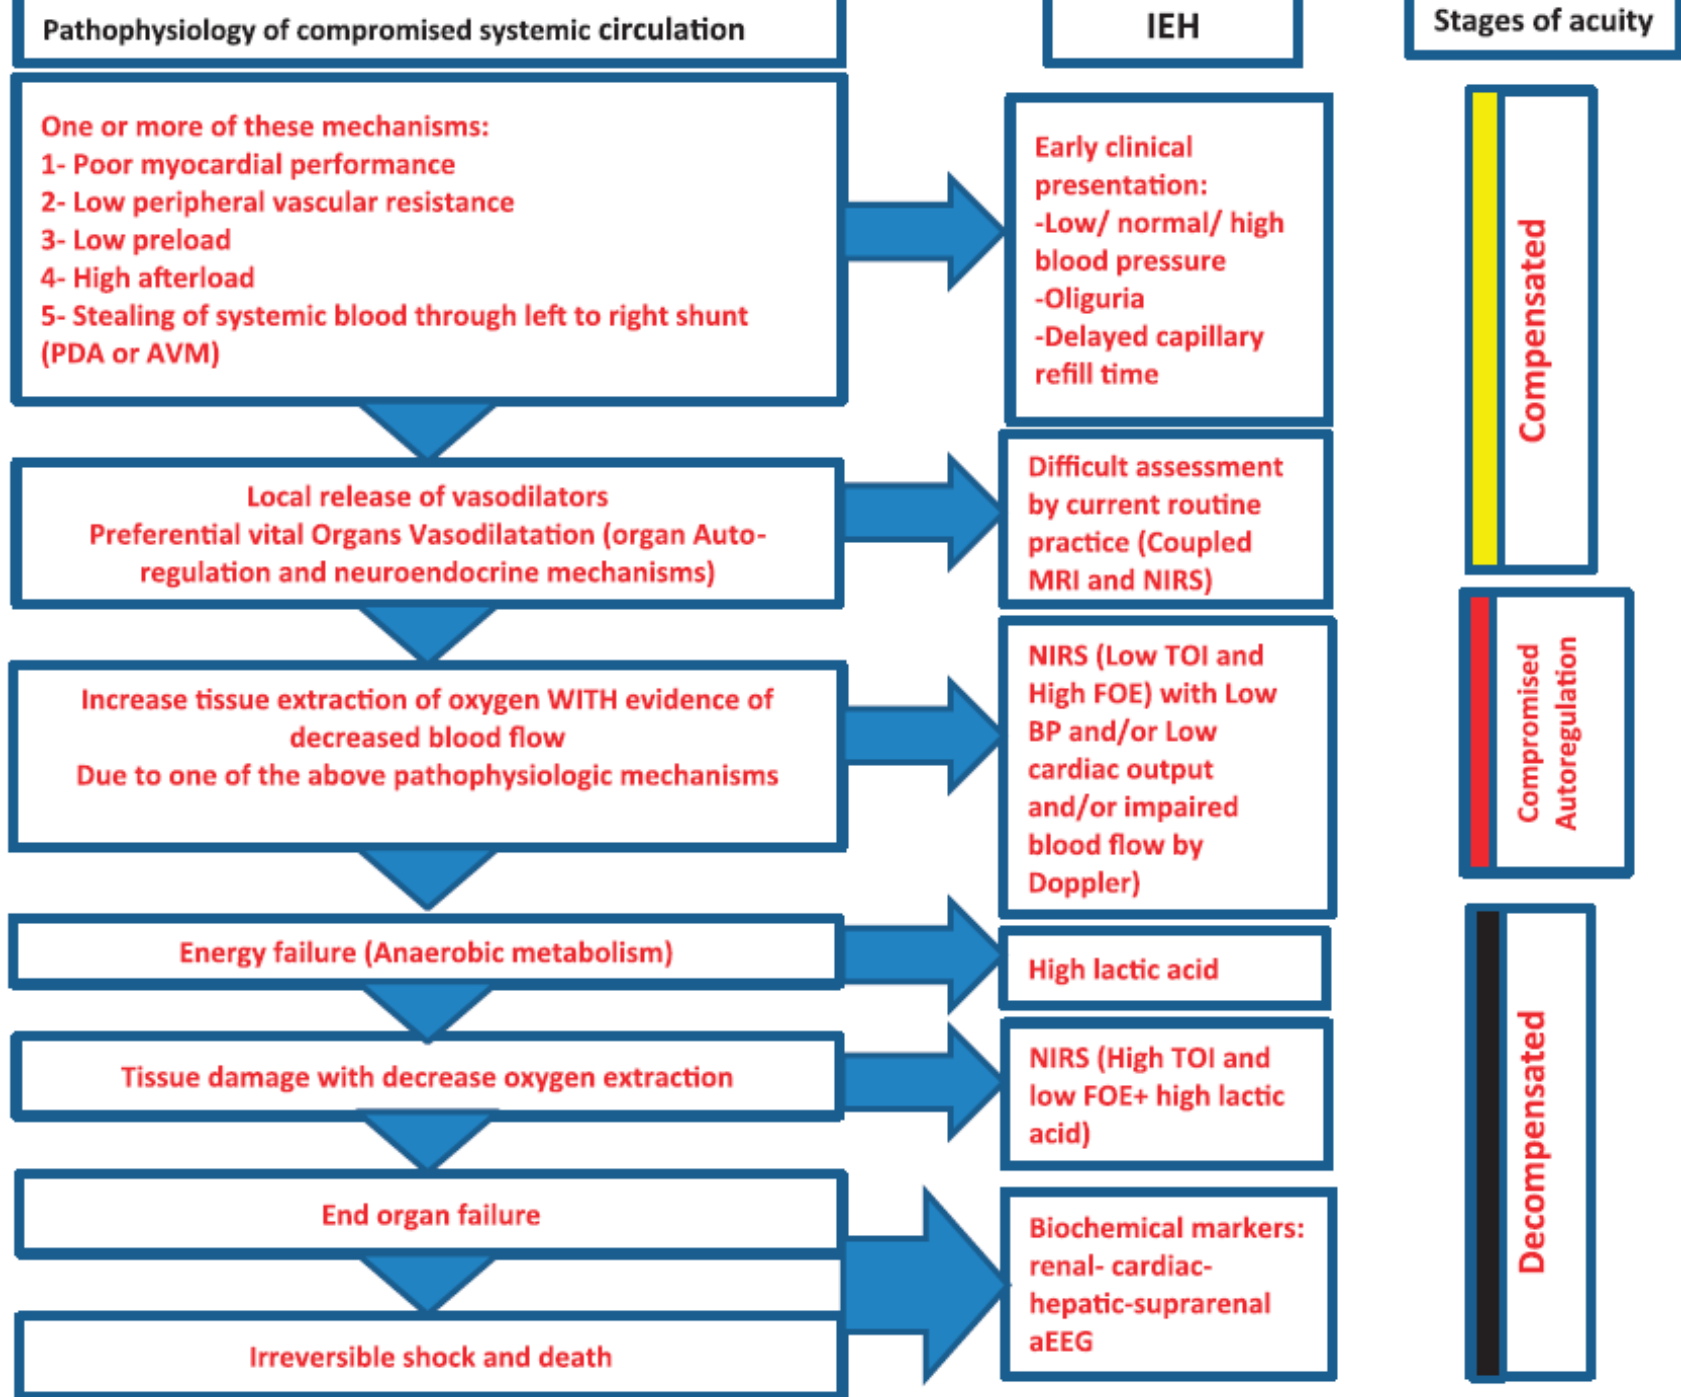 Pathophysiology of compromised systemic circulation
IEH
Stages of acuity
One or more of these mechanisms:
1- Poor myocardial performance
2- Low peripheral vascular resistance
3- Low preload
4- High afterload
5- Stealing of systemic blood through left to right shunt
(PDA or AVM)
Early clinical
presentation:
-Low/ normal/ high
blood pressure
-Oliguria
-Delayed capillary
refill time
Compensated
Local release of vasodilators
Preferential vital Organs Vasodilatation (organ Auto-
regulation and neuroendocrine mechanisms)
Difficult assessment
by current routine
practice (Coupled
MRI and NIRS)
Increase tissue extraction of oxygen WITH evidence of
decreased blood flow
Due to one of the above pathophysiologic mechanisms
NIRS (Low TOI and
High FOE) with Low
BP and/or Low
cardiac output
and/or impaired
blood flow by
Doppler)
Compromised
Autoregulation
Energy failure (Anaerobic metabolism)
High lactic acid
Tissue damage with decrease oxygen extraction
NIRS (High TOI and
low FOE+ high lactic
acid)
Decompensated
End organ failure
Irreversible shock and death
Biochemical markers:
renal- cardiac-
hepatic-suprarenal
aEEG